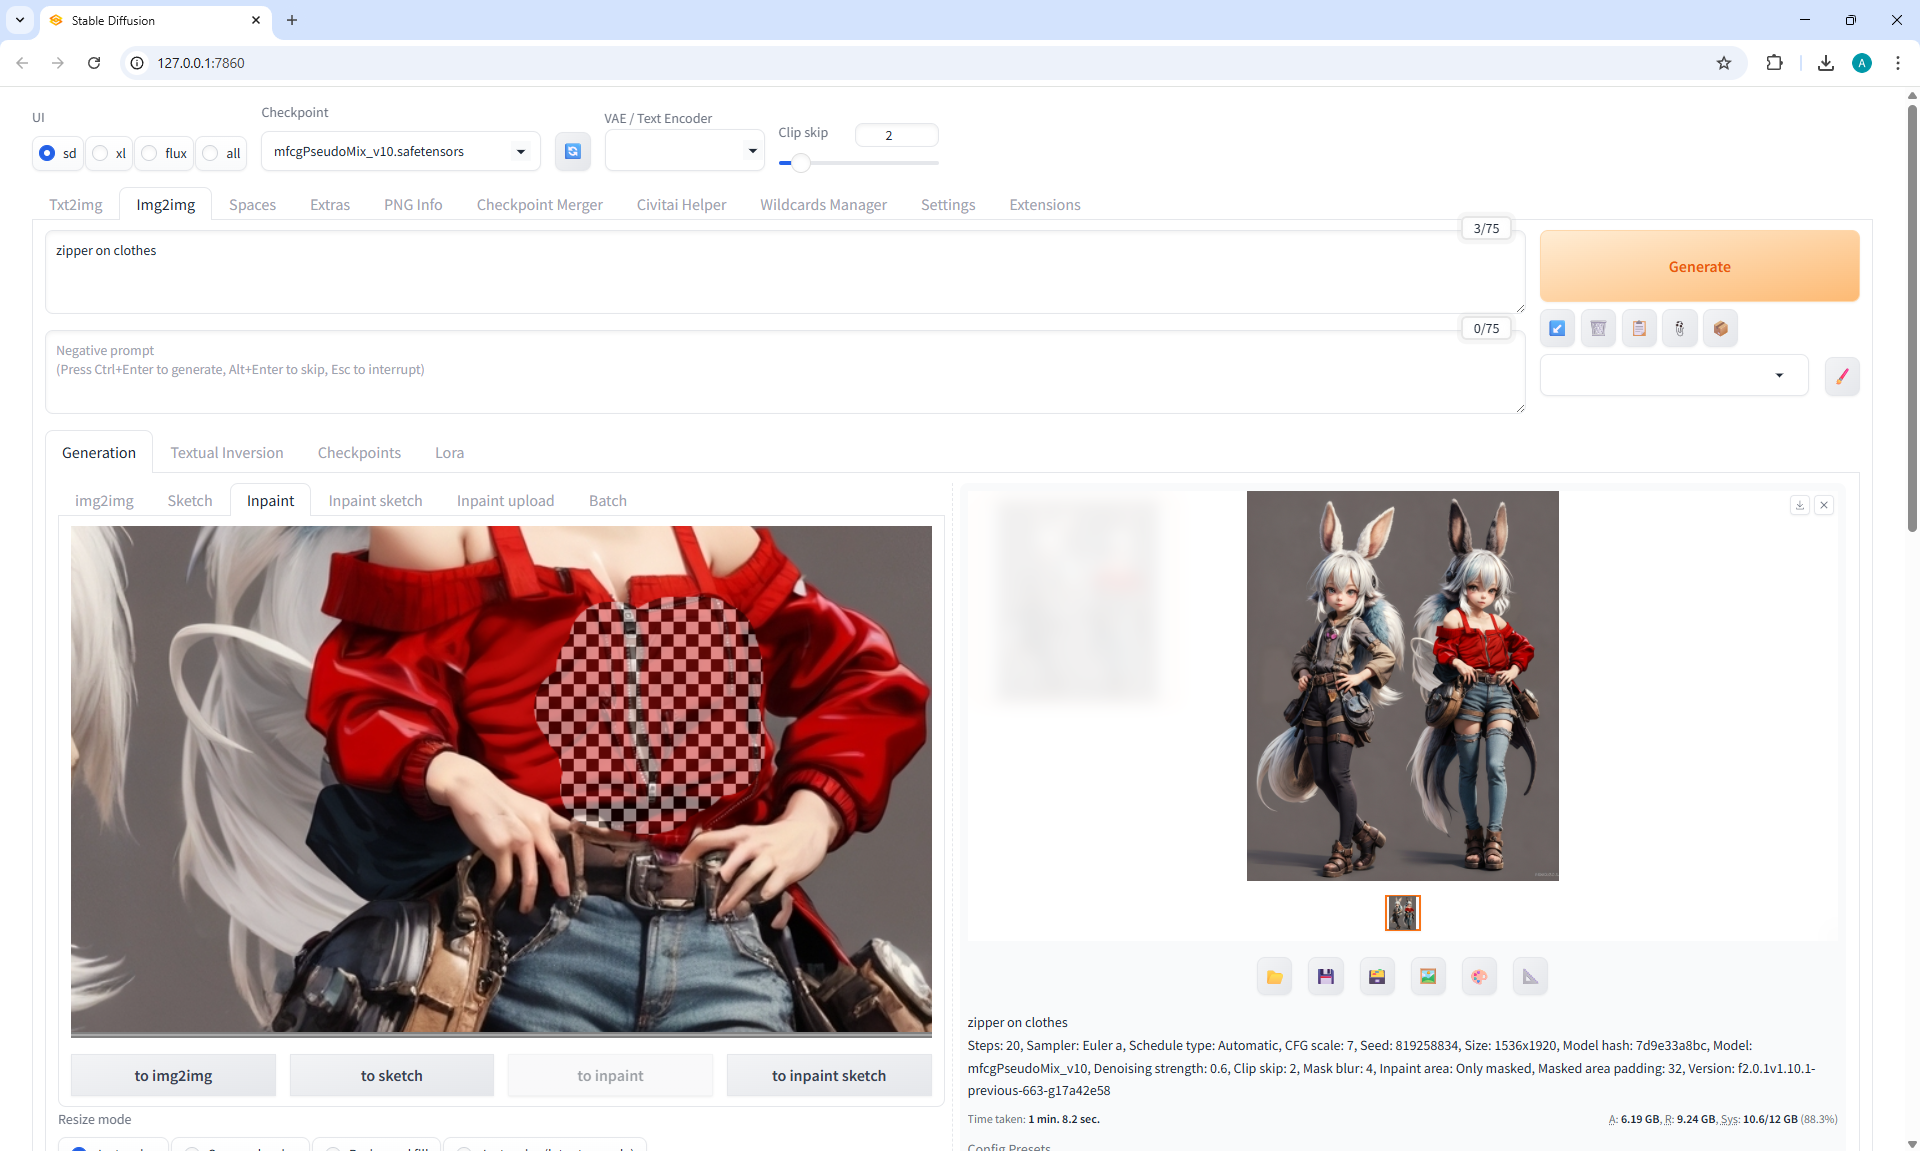 Stable Diffusion
127.0.0.1:7860
A
UI
Checkpoint
VAE / Text Encoder
Clip skip
2
sd
xl
flux
all
mfcgPseudoMix_v10.safetensors
Txt2img
Img2img
Spaces
Extras
PNG Info
Checkpoint Merger
Civitai Helper
Wildcards Manager
Settings
Extensions
3/75
zipper on clothes
Generate
0/75
Negative prompt
(Press Ctrl+Enter to generate, Alt+Enter to skip, Esc to interrupt)
Generation
Textual Inversion
Checkpoints
Lora
img2img
Sketch
Inpaint
Inpaint sketch
Inpaint upload
Batch
to img2img
to sketch
to inpaint
to inpaint sketch
Resize mode
zipper on clothes
Steps: 20, Sampler: Euler a, Schedule type: Automatic, CFG scale: 7, Seed: 819258834, Size: 1536x1920, Model hash: 7d9e33a8bc, Model:
mfcgPseudoMix_v10, Denoising strength: 0.6, Clip skip: 2, Mask blur: 4, Inpaint area: Only masked, Masked area padding: 32, Version: f2.0.1v1.10.1-
previous-663-g17a42e58
Time taken: 1 min. 8.2 sec.
A: 6.19 GB, R: 9.24 GB, Sys: 10.6/12 GB (88.3%)
Config Presets